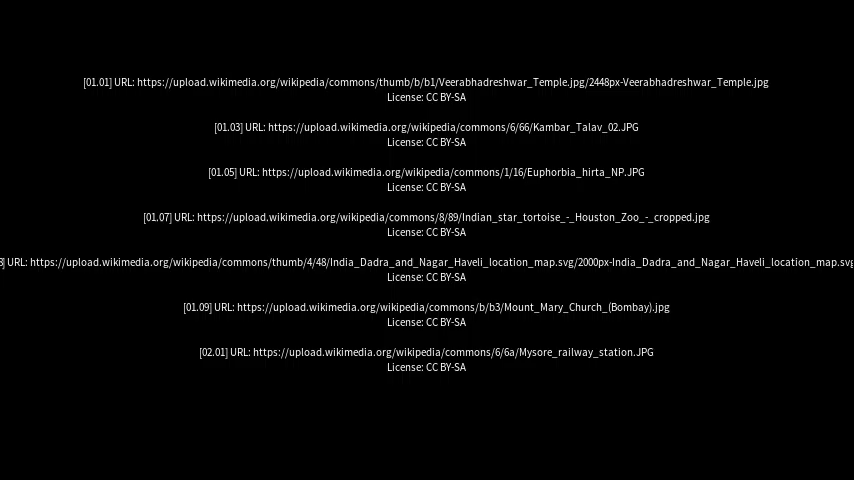 [01.01] URL: https://upload.wikimedia.org/wikipedia/commons/thumb/b/b1/Veerabhadreshwar_Temple.jpg/2448px-Veerabhadreshwar_Temple.jpg
License: CC BY-SA
[01.03] URL: https://upload.wikimedia.org/wikipedia/commons/6/66/Kambar_Talav_02.JPG
License: CC BY-SA
[01.05] URL: https://upload.wikimedia.org/wikipedia/commons/1/16/Euphorbia_hirta_NP.JPG
License: CC BY-SA
[01.07] URL: https://upload.wikimedia.org/wikipedia/commons/8/89/Indian_star_tortoise_-_Houston_Zoo_-_cropped.jpg
License: CC BY-SA
] URL: https://upload.wikimedia.org/wikipedia/commons/thumb/4/48/India_Dadra_and_Nagar_Haveli_location_map.svg/2000px-India_Dadra_and_Nagar_Haveli_location_map.svg
License: CC BY-SA
[01.09] URL: https://upload.wikimedia.org/wikipedia/commons/b/b3/Mount_Mary_Church_(Bombay).jpg
License: CC BY-SA
[02.01] URL: https://upload.wikimedia.org/wikipedia/commons/6/6a/Mysore_railway_station.JPG
License: CC BY-SA